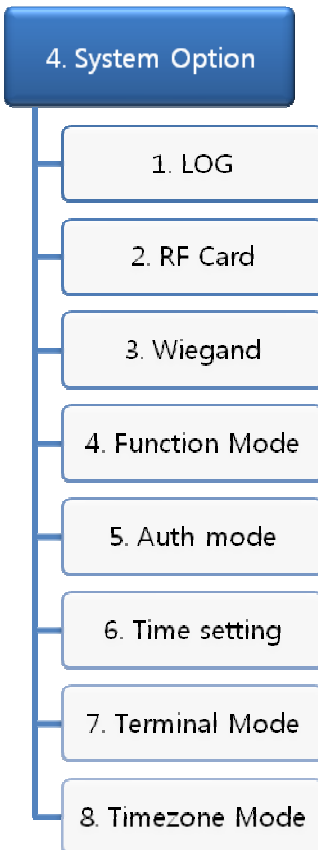 4. System Option
1. LOG
2. RF Card
3. Wiegand
4. Function Mode
5. Auth mode
6. Time setting
7. Terminal Mode
8. Timezone Mode